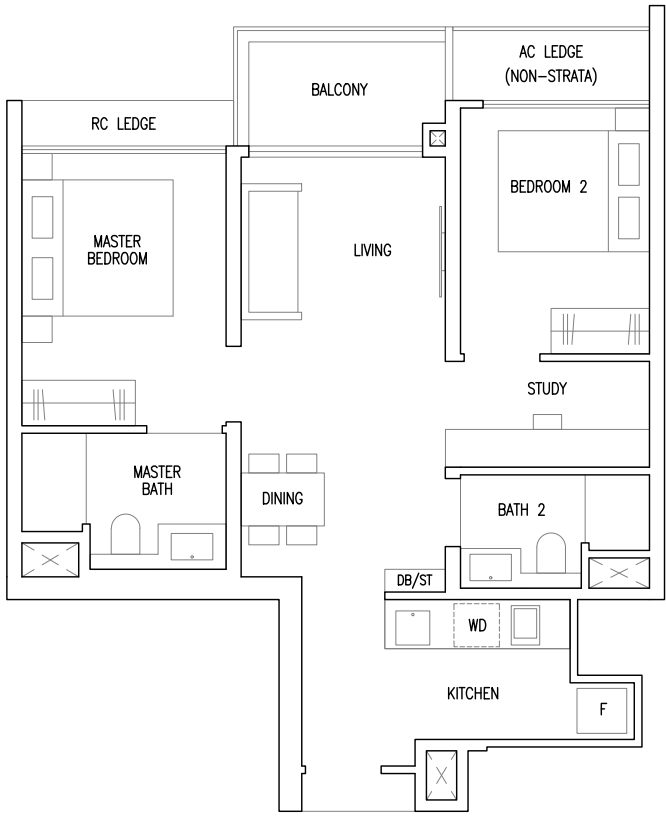 AC LEDGE
(NON-STRATA)
BALCONY
RC LEDGE
BEDROOM 2
MASTER
BEDROOM
LIVING
STUDY
MASTER
BATH
DINING
BATH 2
DB/ST
WD
KITCHEN
F